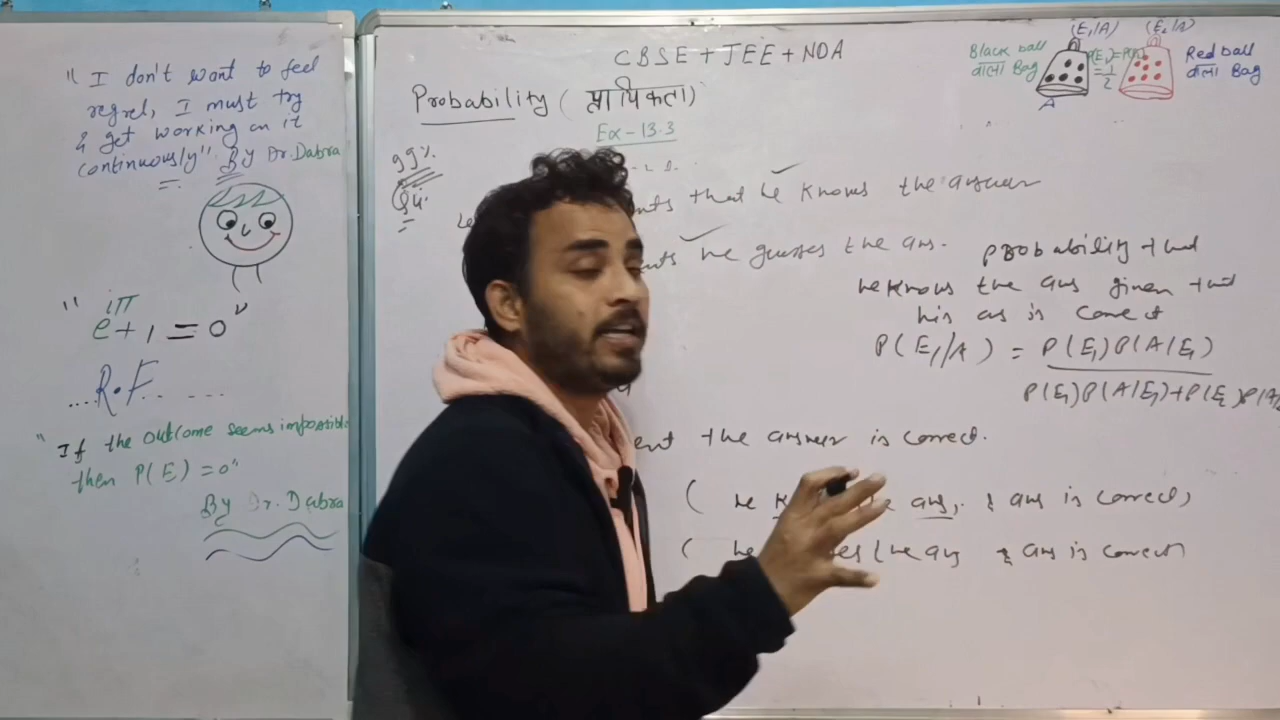 " I don't want to feel
regret, I must try
& get working on it
continuously" By Dr. Dabra
" e^iπ + 1 = 0 "
....R.F.. ...
" If the outcome seems impossible
then P(E) = 0"
By Dr. Dabra
CBSE + JEE + NDA
Probability (प्रायिकता)
Ex - 13.3
99%
(E₁/A) (E₂/A)
Black ball
वाला Bag
= 1/2
Red ball
वाला Bag
A
that he knows the answer
he guesses the ans.
probability that
he knows the ans given that
his as is correct
P(E₁/A) = P(E₁)P(A/E₁)
P(E₁)P(A/E₁)+P(E₂)P(A/
the answer is correct.
( he ans, & ans is correct)
( he the ans & ans is correct)